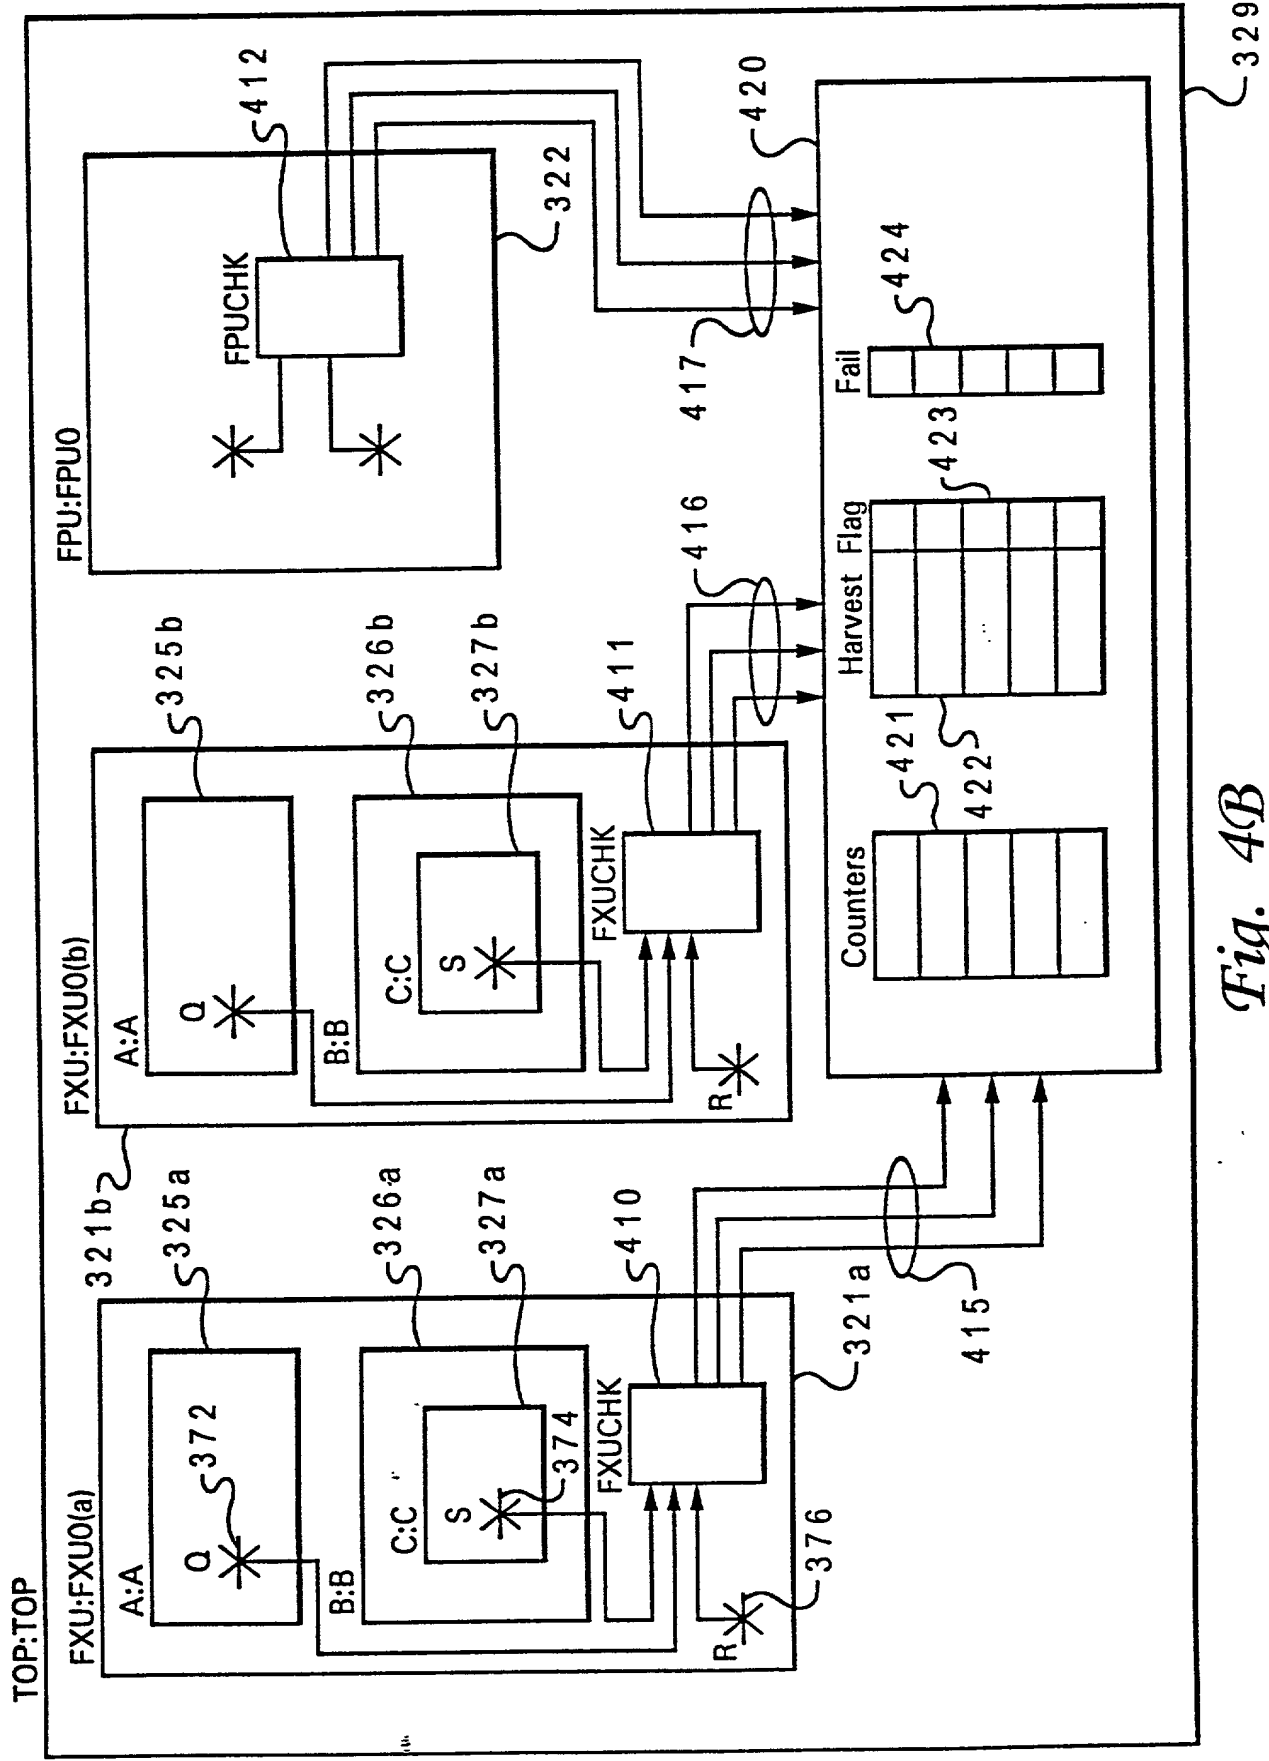 TOP:TOP
FXU:FXU0(a)
A:A
Q
372
325a
B:B
C:C
S
374
326a
327a
FXUCHK
410
R
376
321a
415
321b
FXU:FXU0(b)
A:A
Q
325b
B:B
C:C
S
326b
327b
FXUCHK
411
R
416
FPU:FPU0
FPUCHK
412
322
417
420
Counters
421
422
Harvest Flag
423
Fail
424
329
Fig. 4B